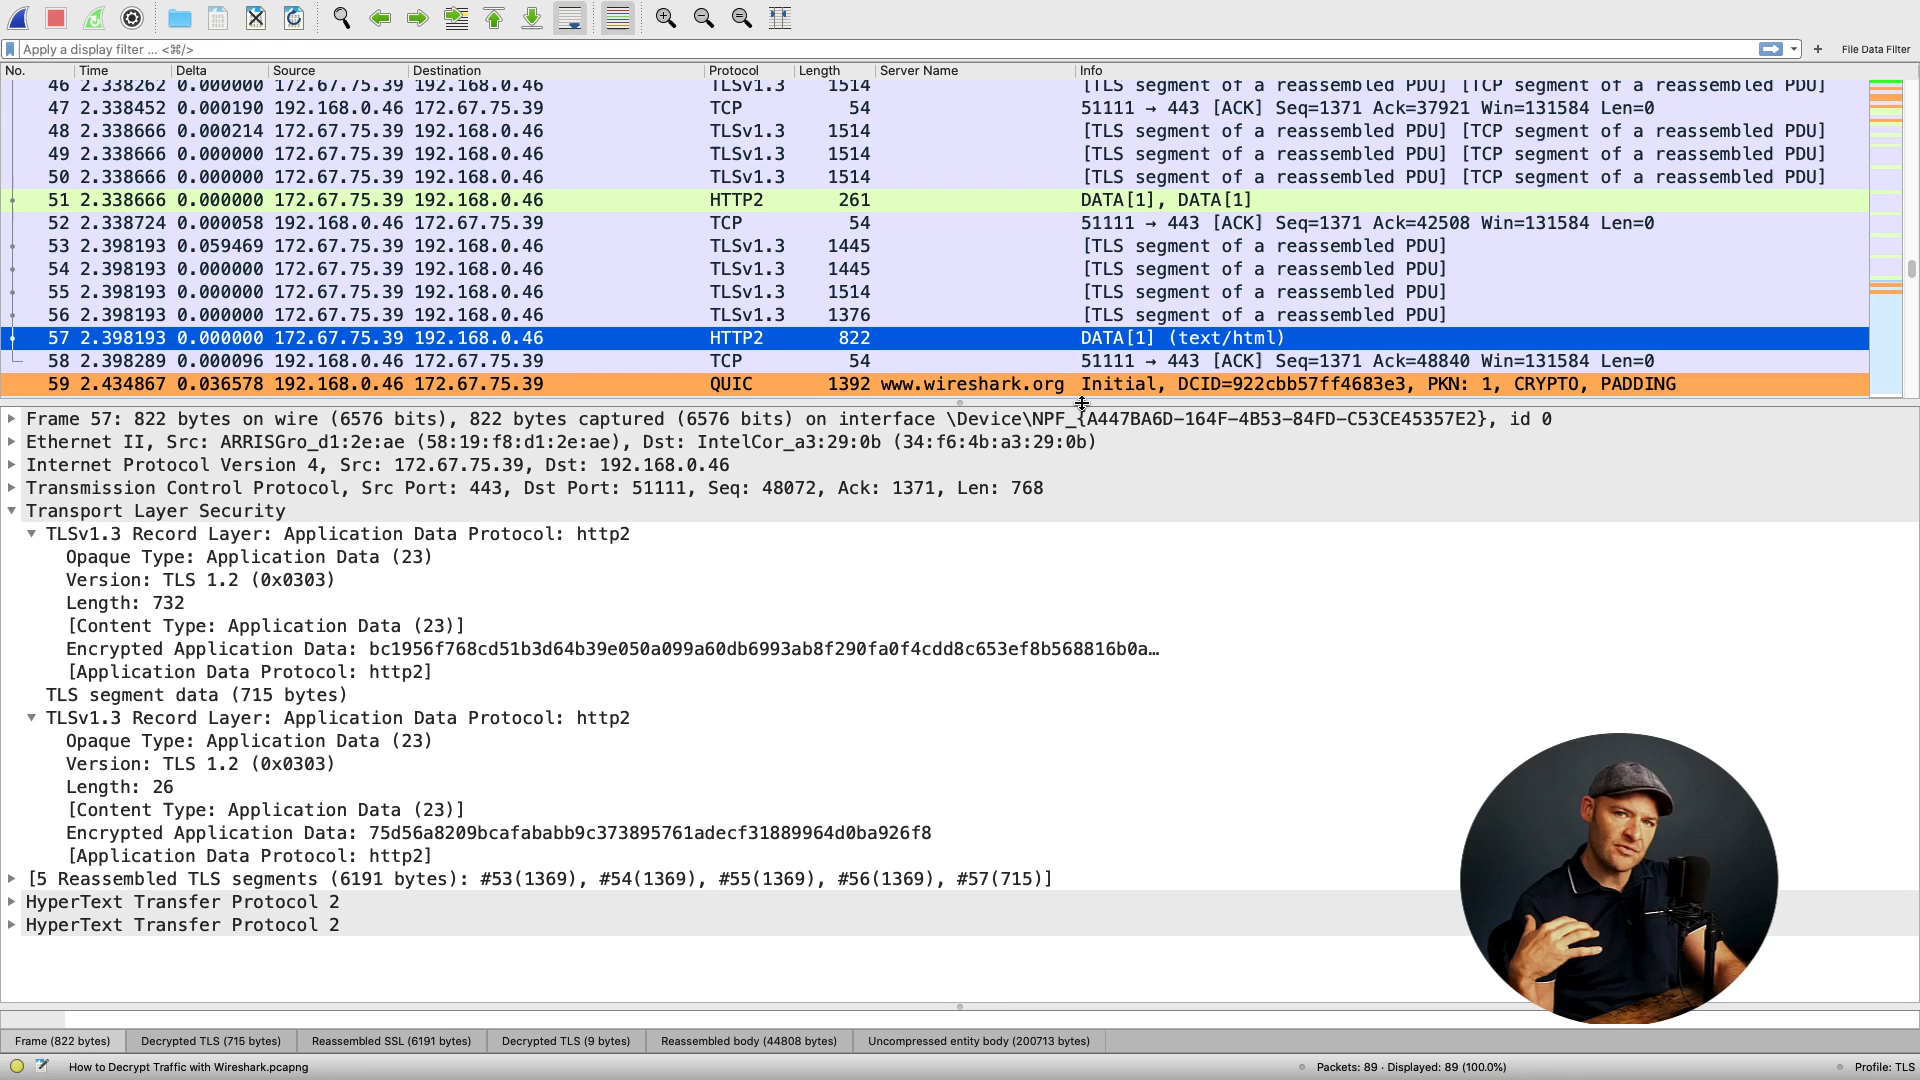 Apply a display filter ... <⌘/>
+
File Data Filter
No. Time Delta Source Destination Protocol Length Server Name Info
46 2.338262 0.000000 172.67.75.39 192.168.0.46 TLSv1.3 1514 [TLS segment of a reassembled PDU] [TCP segment of a reassembled PDU]
47 2.338452 0.000190 192.168.0.46 172.67.75.39 TCP 54 51111 → 443 [ACK] Seq=1371 Ack=37921 Win=131584 Len=0
48 2.338666 0.000214 172.67.75.39 192.168.0.46 TLSv1.3 1514 [TLS segment of a reassembled PDU] [TCP segment of a reassembled PDU]
49 2.338666 0.000000 172.67.75.39 192.168.0.46 TLSv1.3 1514 [TLS segment of a reassembled PDU] [TCP segment of a reassembled PDU]
50 2.338666 0.000000 172.67.75.39 192.168.0.46 TLSv1.3 1514 [TLS segment of a reassembled PDU] [TCP segment of a reassembled PDU]
51 2.338666 0.000000 172.67.75.39 192.168.0.46 HTTP2 261 DATA[1], DATA[1]
52 2.338724 0.000058 192.168.0.46 172.67.75.39 TCP 54 51111 → 443 [ACK] Seq=1371 Ack=42508 Win=131584 Len=0
53 2.398193 0.059469 172.67.75.39 192.168.0.46 TLSv1.3 1445 [TLS segment of a reassembled PDU]
54 2.398193 0.000000 172.67.75.39 192.168.0.46 TLSv1.3 1445 [TLS segment of a reassembled PDU]
55 2.398193 0.000000 172.67.75.39 192.168.0.46 TLSv1.3 1514 [TLS segment of a reassembled PDU]
56 2.398193 0.000000 172.67.75.39 192.168.0.46 TLSv1.3 1376 [TLS segment of a reassembled PDU]
57 2.398193 0.000000 172.67.75.39 192.168.0.46 HTTP2 822 DATA[1] (text/html)
58 2.398289 0.000096 192.168.0.46 172.67.75.39 TCP 54 51111 → 443 [ACK] Seq=1371 Ack=48840 Win=131584 Len=0
59 2.434867 0.036578 192.168.0.46 172.67.75.39 QUIC 1392 www.wireshark.org Initial, DCID=922cbb57ff4683e3, PKN: 1, CRYPTO, PADDING
Frame 57: 822 bytes on wire (6576 bits), 822 bytes captured (6576 bits) on interface \Device\NPF_{A447BA6D-164F-4B53-84FD-C53CE45357E2}, id 0
Ethernet II, Src: ARRISGro_d1:2e:ae (58:19:f8:d1:2e:ae), Dst: IntelCor_a3:29:0b (34:f6:4b:a3:29:0b)
Internet Protocol Version 4, Src: 172.67.75.39, Dst: 192.168.0.46
Transmission Control Protocol, Src Port: 443, Dst Port: 51111, Seq: 48072, Ack: 1371, Len: 768
Transport Layer Security
TLSv1.3 Record Layer: Application Data Protocol: http2
Opaque Type: Application Data (23)
Version: TLS 1.2 (0x0303)
Length: 732
[Content Type: Application Data (23)]
Encrypted Application Data: bc1956f768cd51b3d64b39e050a099a60db6993ab8f290fa0f4cdd8c653ef8b568816b0a…
[Application Data Protocol: http2]
TLS segment data (715 bytes)
TLSv1.3 Record Layer: Application Data Protocol: http2
Opaque Type: Application Data (23)
Version: TLS 1.2 (0x0303)
Length: 26
[Content Type: Application Data (23)]
Encrypted Application Data: 75d56a8209bcafababb9c373895761adecf31889964d0ba926f8
[Application Data Protocol: http2]
[5 Reassembled TLS segments (6191 bytes): #53(1369), #54(1369), #55(1369), #56(1369), #57(715)]
HyperText Transfer Protocol 2
HyperText Transfer Protocol 2
Frame (822 bytes) Decrypted TLS (715 bytes) Reassembled SSL (6191 bytes) Decrypted TLS (9 bytes) Reassembled body (44808 bytes) Uncompressed entity body (200713 bytes)
How to Decrypt Traffic with Wireshark.pcapng
Packets: 89 · Displayed: 89 (100.0%)
Profile: TLS